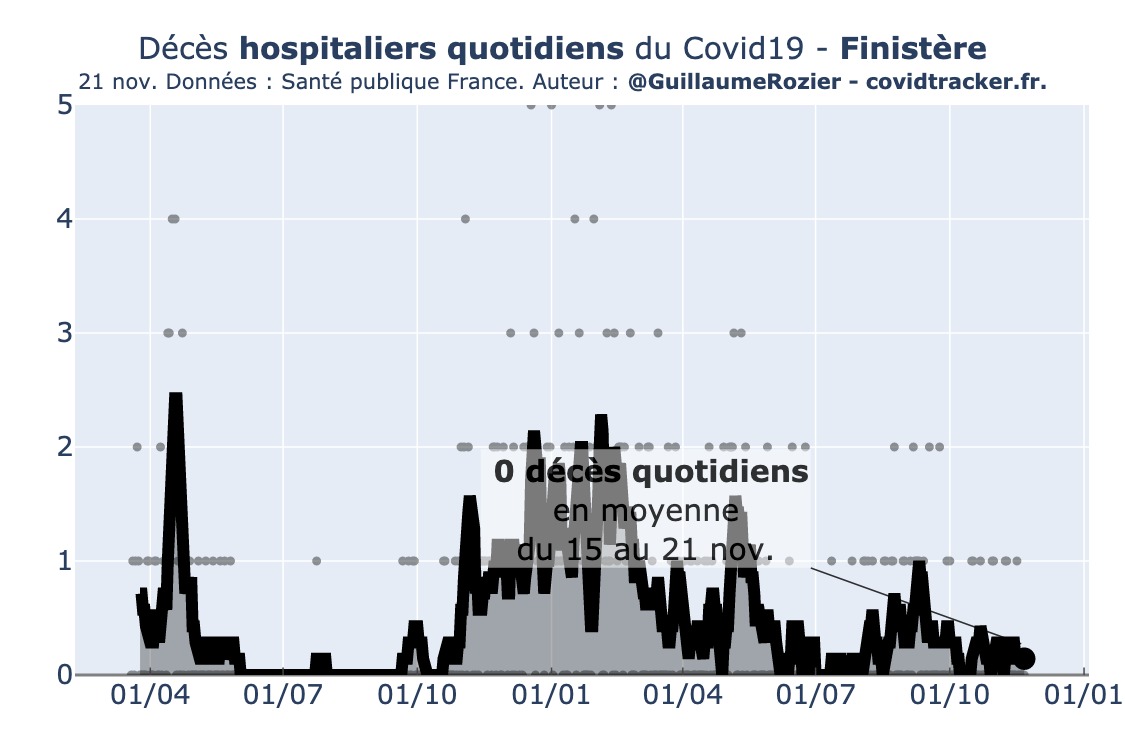 Décès hospitaliers quotidiens du Covid19 - Finistère
21 nov. Données : Santé publique France. Auteur : @GuillaumeRozier - covidtracker.fr.
5
4
3
2
1
0
0 décès quotidiens
en moyenne
du 15 au 21 nov.
01/04 01/07 01/10 01/01 01/04 01/07 01/10 01/01